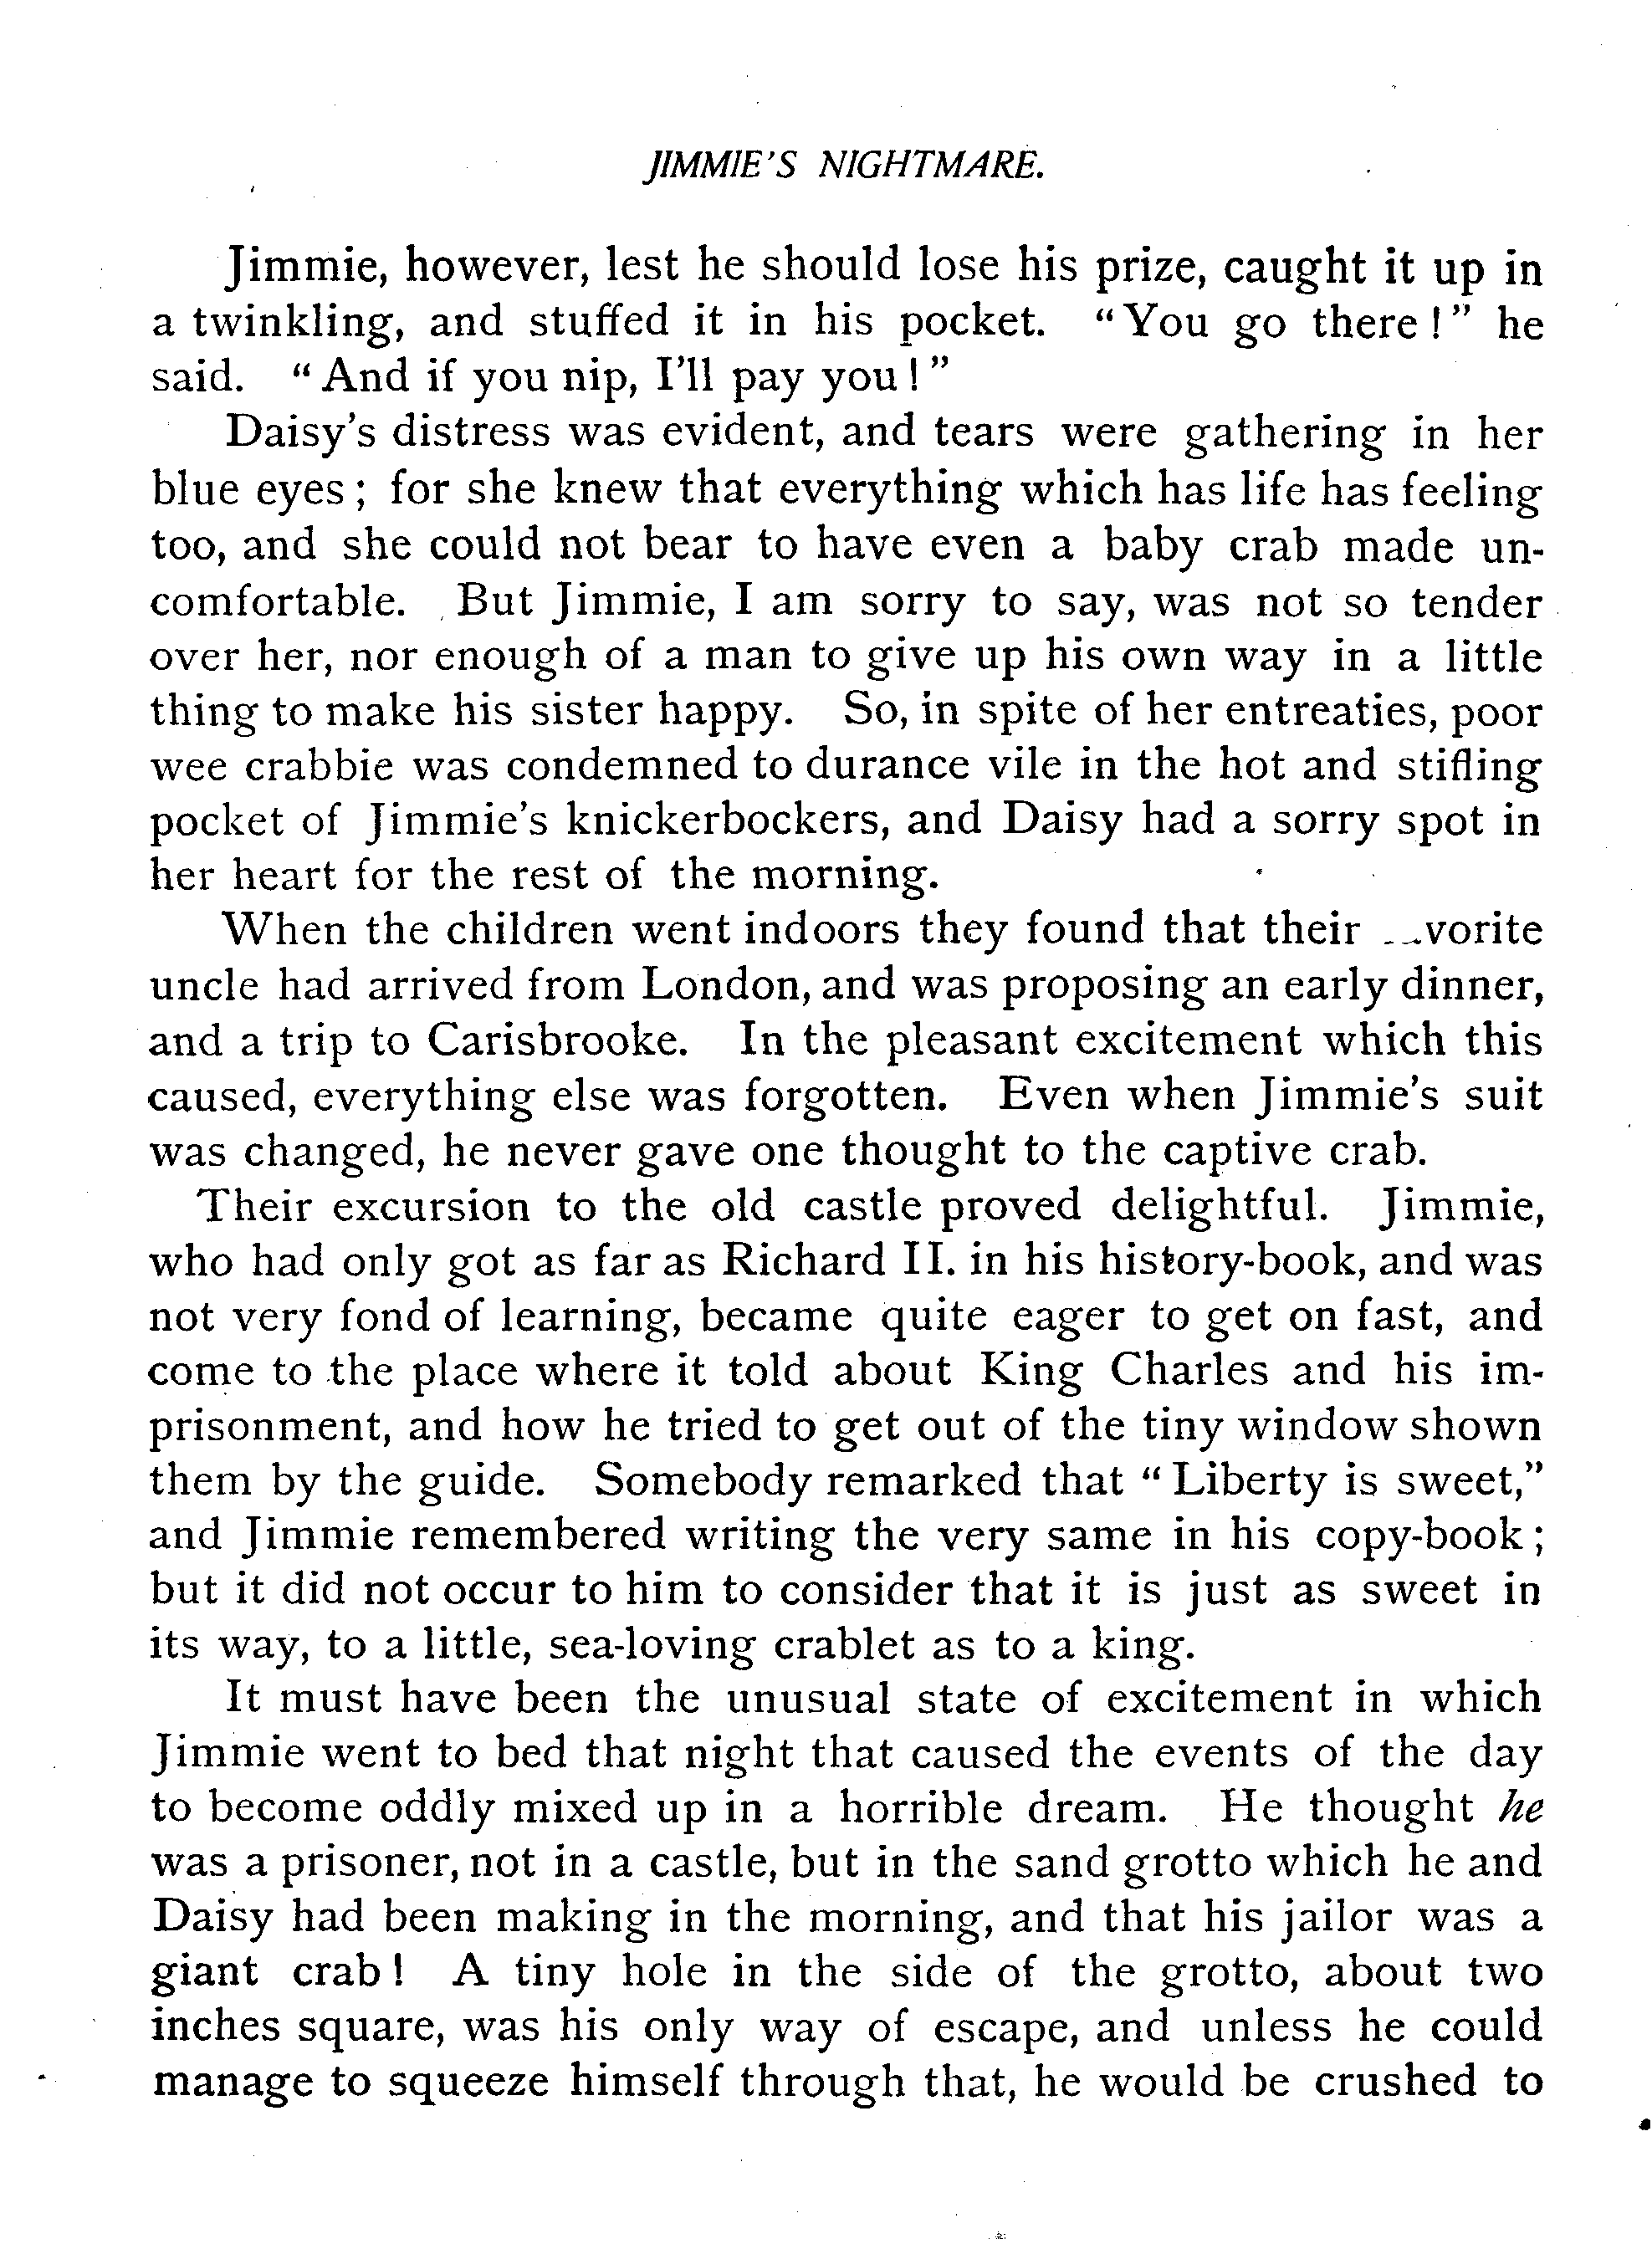 JIMMIE'S NIGHTMARE.
Jimmie, however, lest he should lose his prize, caught it up in
a twinkling, and stuffed it in his pocket. "You go there!" he
said. "And if you nip, I'll pay you!"
Daisy's distress was evident, and tears were gathering in her
blue eyes; for she knew that everything which has life has feeling
too, and she could not bear to have even a baby crab made un-
comfortable. But Jimmie, I am sorry to say, was not so tender
over her, nor enough of a man to give up his own way in a little
thing to make his sister happy. So, in spite of her entreaties, poor
wee crabbie was condemned to durance vile in the hot and stifling
pocket of Jimmie's knickerbockers, and Daisy had a sorry spot in
her heart for the rest of the morning.
When the children went indoors they found that their vorite
uncle had arrived from London, and was proposing an early dinner,
and a trip to Carisbrooke. In the pleasant excitement which this
caused, everything else was forgotten. Even when Jimmie's suit
was changed, he never gave one thought to the captive crab.
Their excursion to the old castle proved delightful. Jimmie,
who had only got as far as Richard II. in his history-book, and was
not very fond of learning, became quite eager to get on fast, and
come to the place where it told about King Charles and his im-
prisonment, and how he tried to get out of the tiny window shown
them by the guide. Somebody remarked that "Liberty is sweet,"
and Jimmie remembered writing the very same in his copy-book;
but it did not occur to him to consider that it is just as sweet in
its way, to a little, sea-loving crablet as to a king.
It must have been the unusual state of excitement in which
Jimmie went to bed that night that caused the events of the day
to become oddly mixed up in a horrible dream. He thought he
was a prisoner, not in a castle, but in the sand grotto which he and
Daisy had been making in the morning, and that his jailor was a
giant crab! A tiny hole in the side of the grotto, about two
inches square, was his only way of escape, and unless he could
manage to squeeze himself through that, he would be crushed to